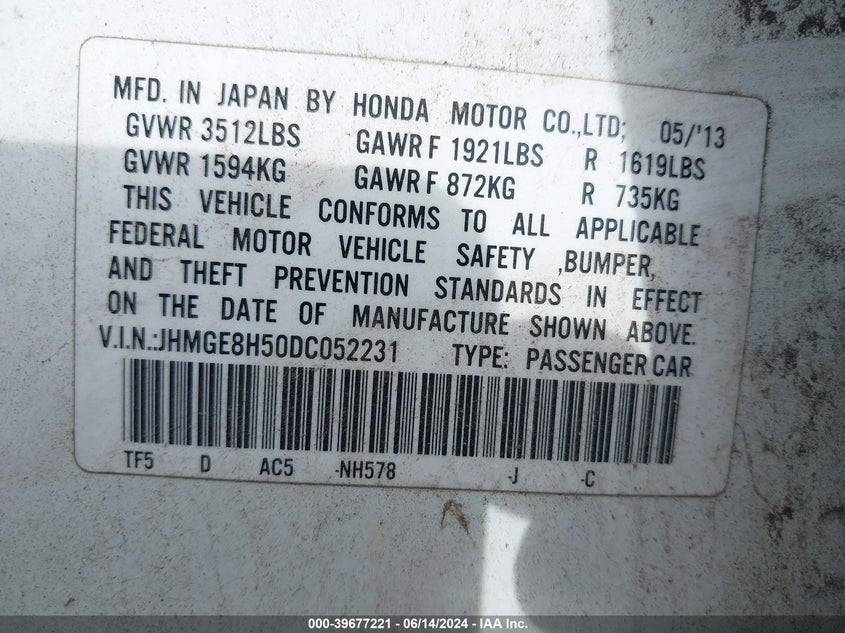 MFD. IN JAPAN BY HONDA MOTOR CO.,LTD; 05/'13
GVWR 3512LBS GAWR F 1921LBS R 1619LBS
GVWR 1594KG GAWR F 872KG R 735KG
THIS VEHICLE CONFORMS TO ALL APPLICABLE
FEDERAL MOTOR VEHICLE SAFETY ,BUMPER,
AND THEFT PREVENTION STANDARDS IN EFFECT
ON THE DATE OF MANUFACTURE SHOWN ABOVE.
V.I.N.:JHMGE8H50DC052231 TYPE: PASSENGER CAR
TF5 D AC5 -NH578 -J -C
000-39677221 - 06/14/2024 - IAA Inc.